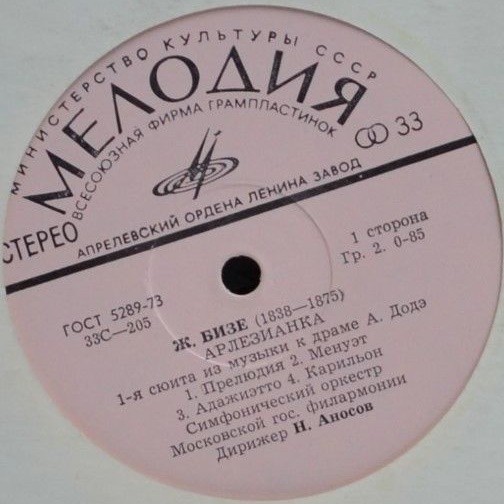 МИНИСТЕРСТВО КУЛЬТУРЫ СССР
МЕЛОДИЯ
ВСЕСОЮЗНАЯ ФИРМА ГРАМПЛАСТИНОК
33
СТЕРЕО
АПРЕЛЕВСКИЙ ОРДЕНА ЛЕНИНА ЗАВОД
ГОСТ 5289-73
33С—205
1 сторона
Гр. 2. 0-85
Ж. БИЗЕ (1838—1875)
АРЛЕЗИАНКА
1-я сюита из музыки к драме А. Додэ
1. Прелюдия 2. Менуэт
3. Адажиэтто 4. Карильон
Симфонический оркестр
Московской гос. филармонии
Дирижер Н. Аносов